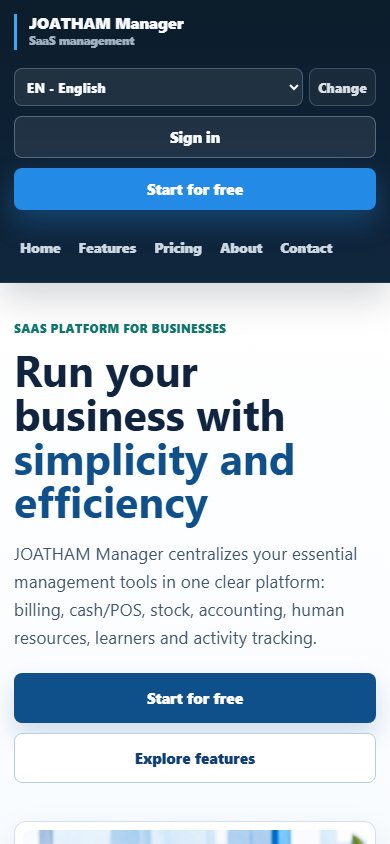 JOATHAM Manager
SaaS management
EN - English
Change
Sign in
Start for free
Home Features Pricing About Contact
SAAS PLATFORM FOR BUSINESSES
Run your
business with
simplicity and
efficiency
JOATHAM Manager centralizes your essential
management tools in one clear platform:
billing, cash/POS, stock, accounting, human
resources, learners and activity tracking.
Start for free
Explore features